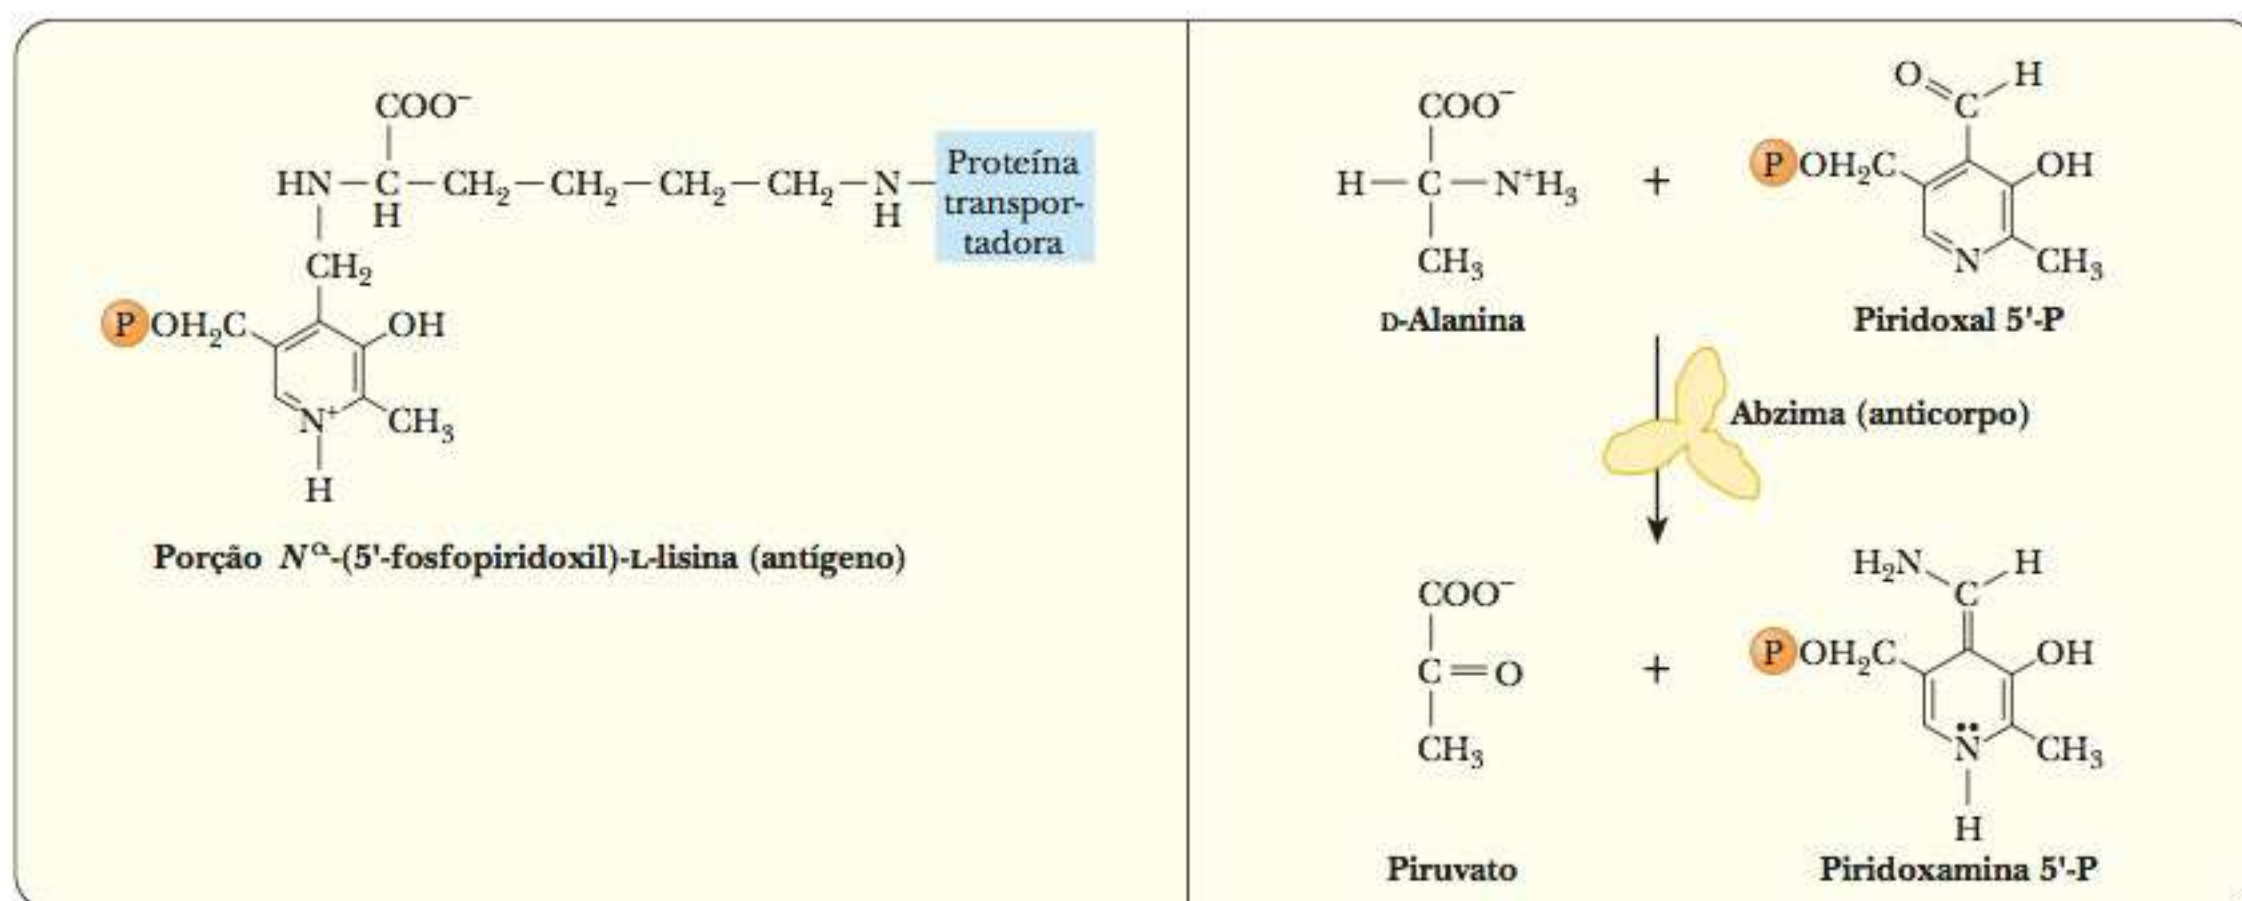 COO⁻
HN—C—CH₂—CH₂—CH₂—CH₂—N—
H
H
Proteína
transpor-
tadora
CH₂
P OH₂C
OH
N⁺
CH₃
H
Porção Nᵅ-(5'-fosfopiridoxil)-L-lisina (antígeno)
COO⁻
H—C—N⁺H₃
CH₃
D-Alanina
+
O
H
C
P OH₂C
OH
N
CH₃
Piridoxal 5'-P
Abzima (anticorpo)
COO⁻
C=O
CH₃
Piruvato
+
H₂N
H
C
P OH₂C
OH
N
CH₃
H
Piridoxamina 5'-P